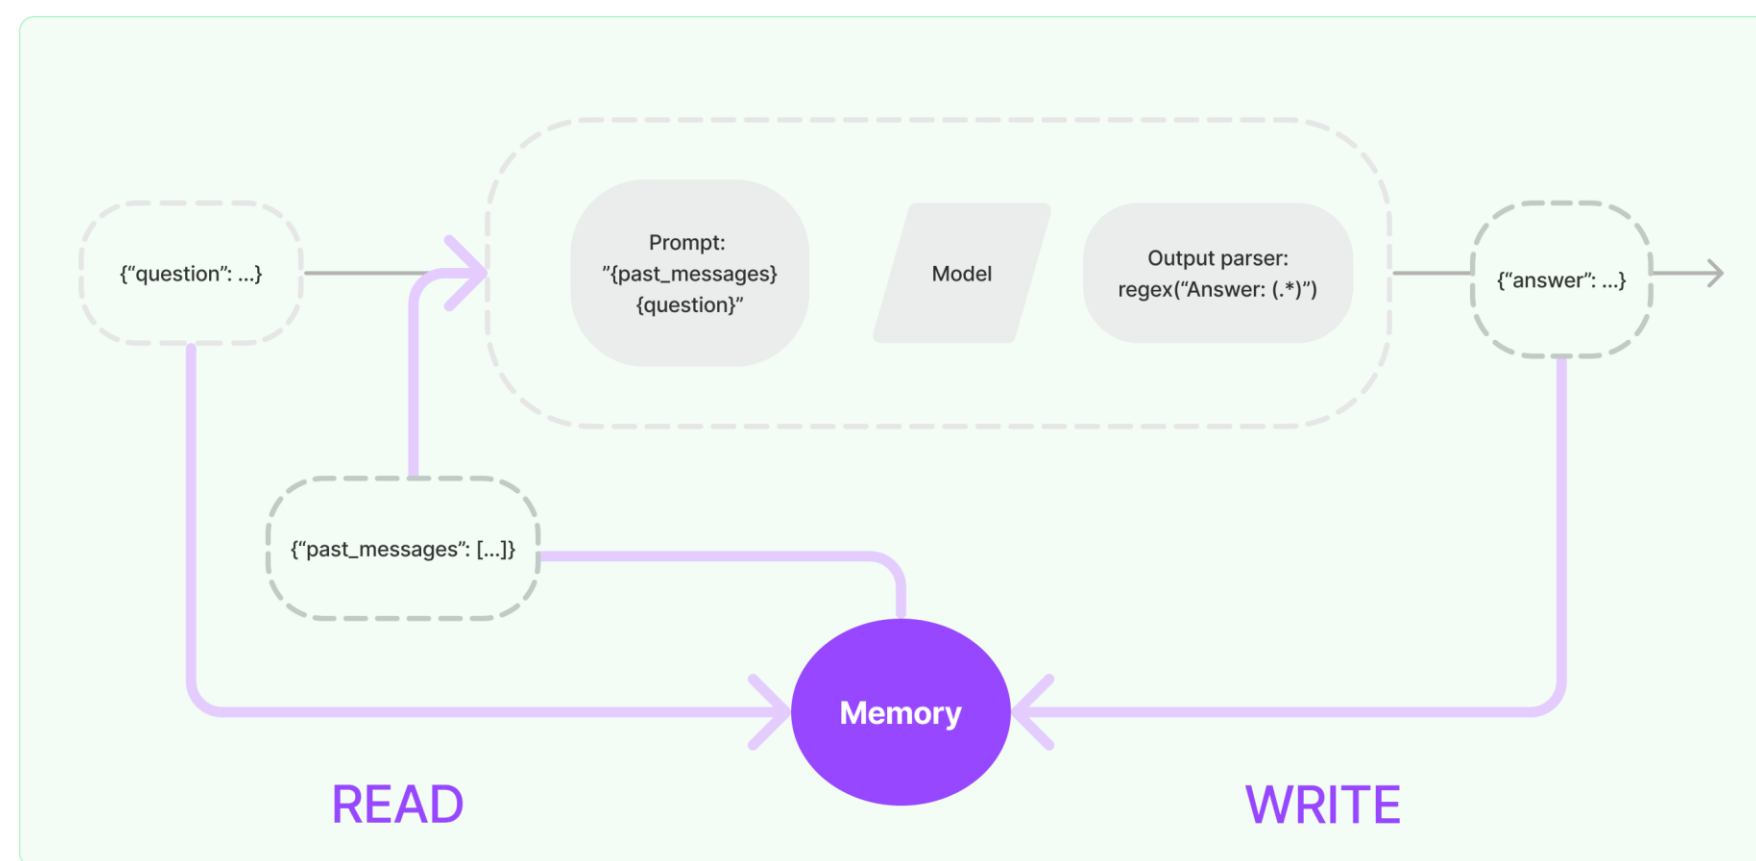 {“question”: ...}
Prompt:
”{past_messages}
{question}”
Model
Output parser:
regex(“Answer: (.*)”)
{“answer”: ...}
{“past_messages”: [...]}
Memory
READ
WRITE